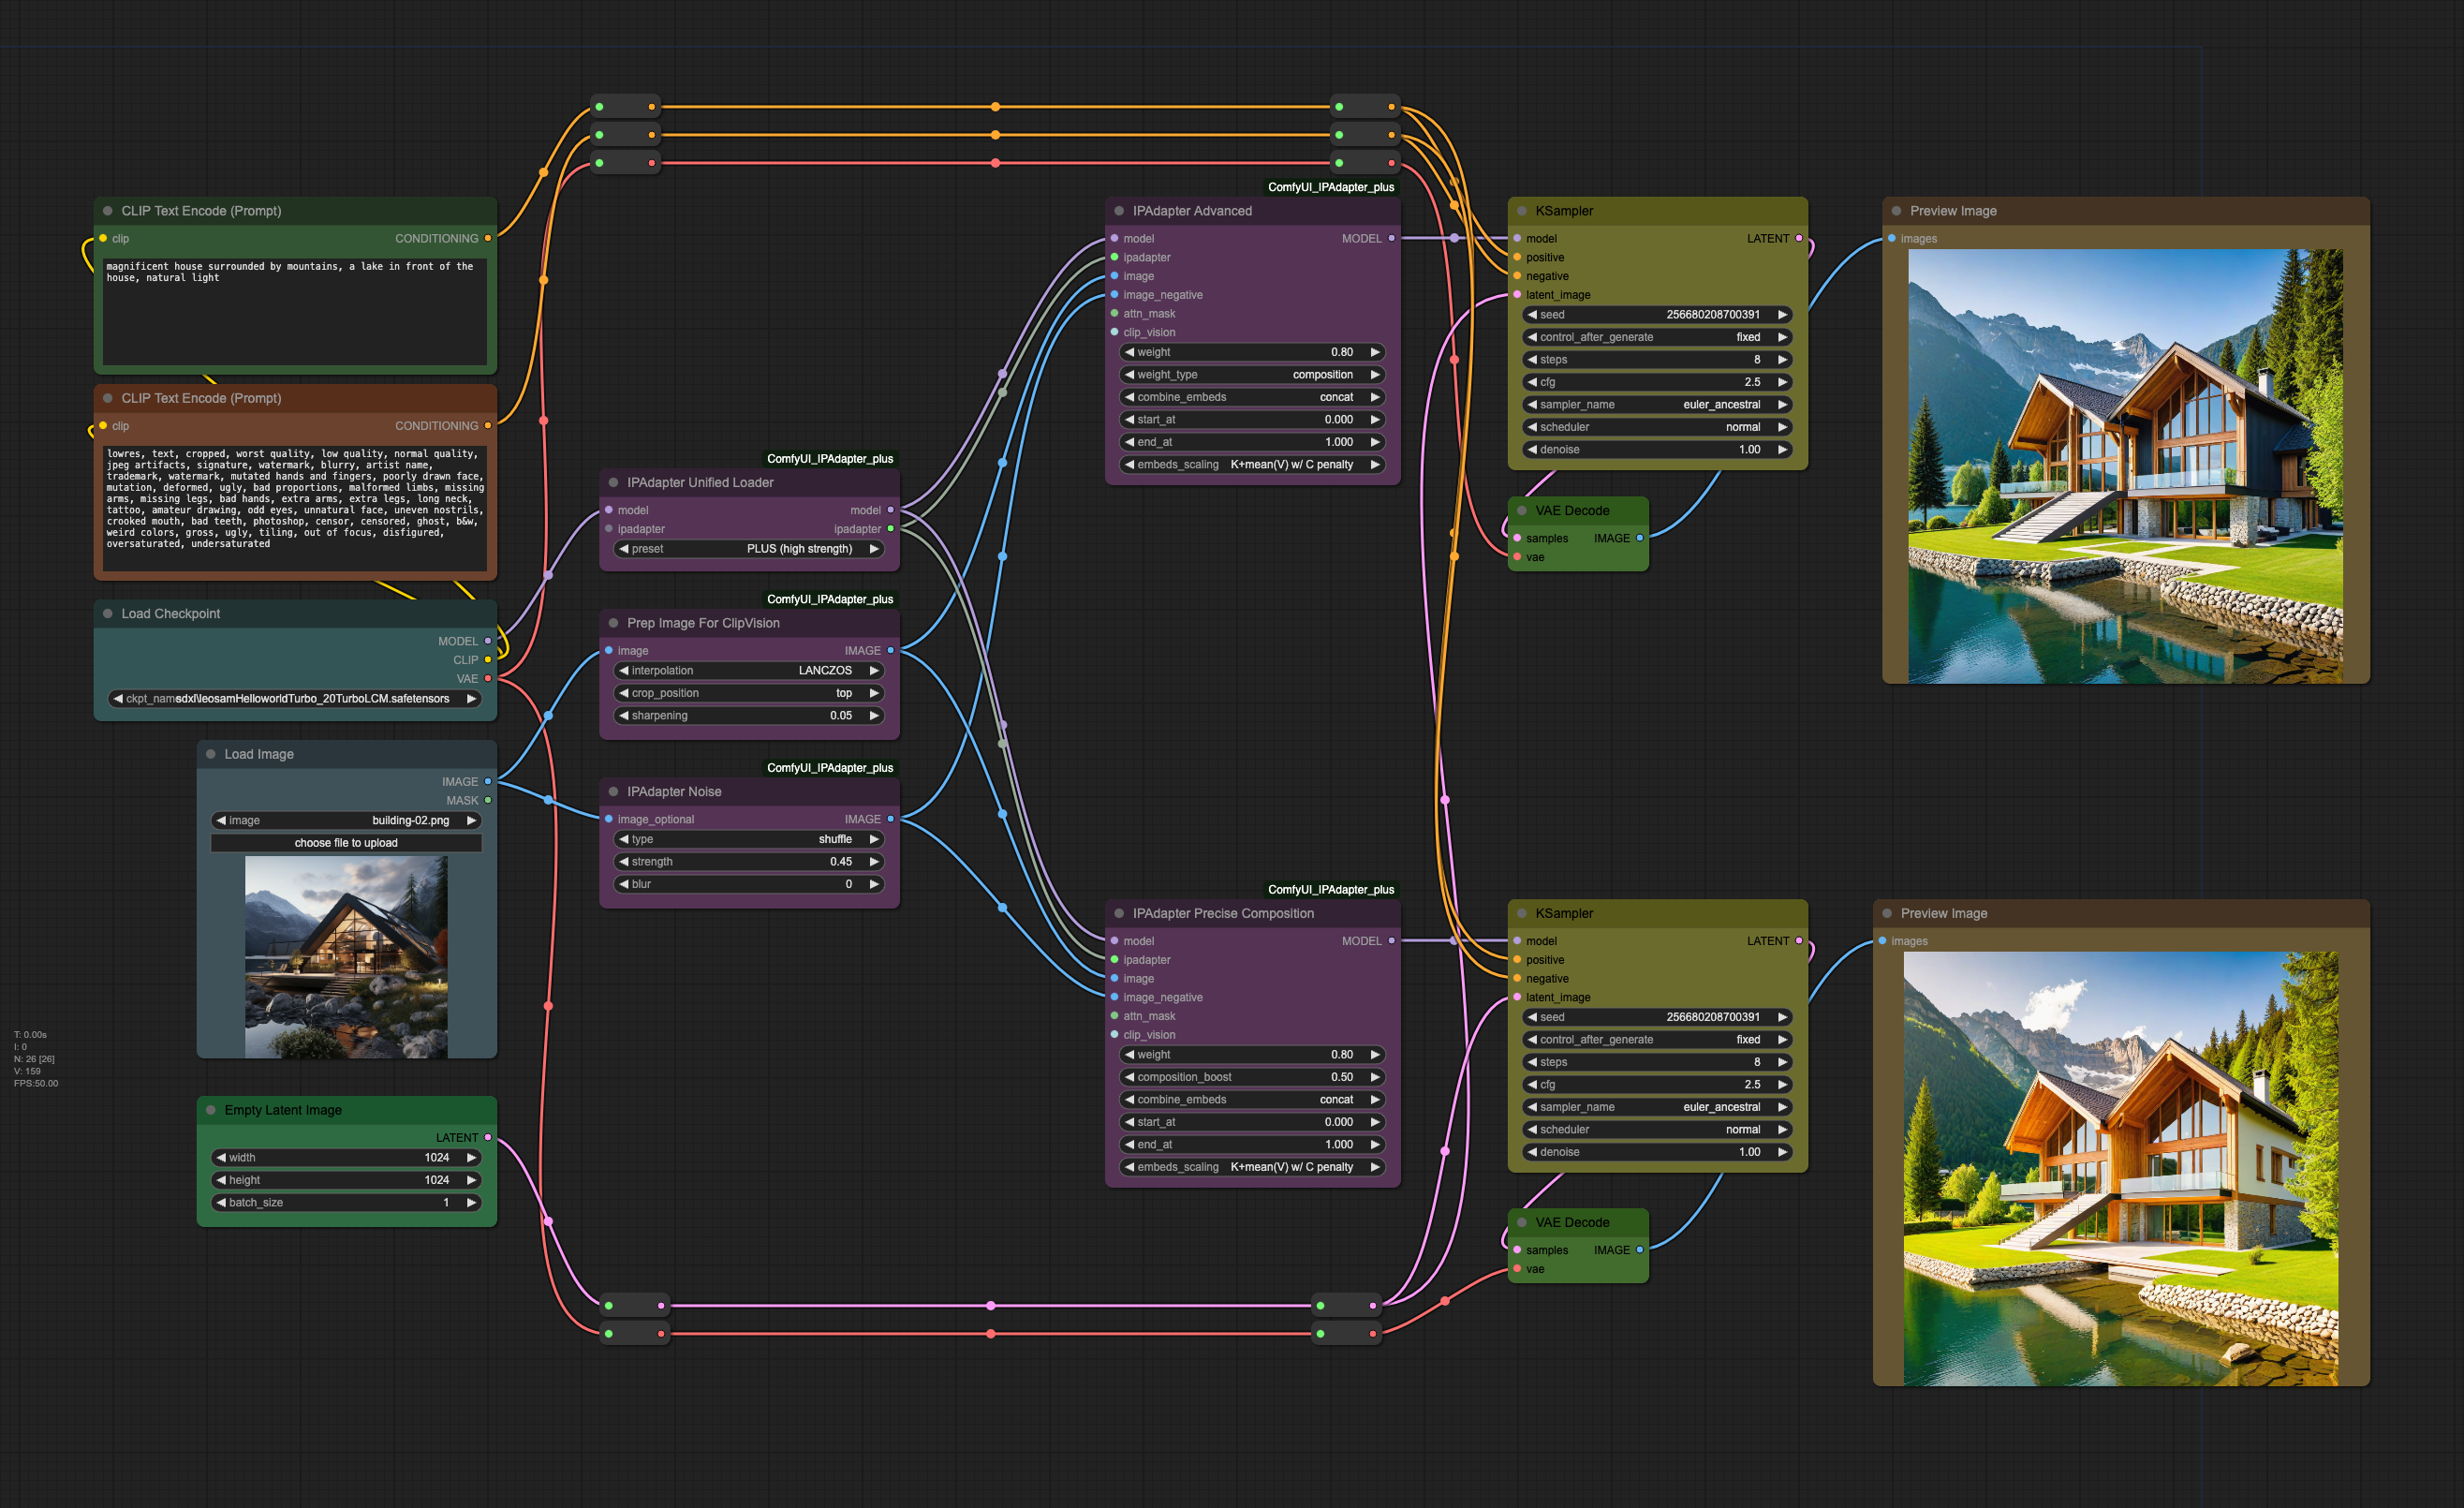 CLIP Text Encode (Prompt)
clip CONDITIONING
magnificent house surrounded by mountains, a lake in front of the
house, natural light
CLIP Text Encode (Prompt)
clip CONDITIONING
lowres, text, cropped, worst quality, low quality, normal quality,
jpeg artifacts, signature, watermark, blurry, artist name,
trademark, watermark, mutated hands and fingers, poorly drawn face,
mutation, deformed, ugly, bad proportions, malformed limbs, missing
arms, missing legs, bad hands, extra arms, extra legs, long neck,
tattoo, amateur drawing, odd eyes, unnatural face, uneven nostrils,
crooked mouth, bad teeth, photoshop, censor, censored, ghost, b&w,
weird colors, gross, ugly, tiling, out of focus, disfigured,
oversaturated, undersaturated
Load Checkpoint
MODEL
CLIP
VAE
ckpt_nam sdxl\leosamHelloworldTurbo_20TurboLCM.safetensors
Load Image
IMAGE
MASK
image building-02.png
choose file to upload
T: 0.00s
I: 0
N: 26 [26]
V: 159
FPS:50.00
Empty Latent Image
LATENT
width 1024
height 1024
batch_size 1
ComfyUI_IPAdapter_plus
IPAdapter Unified Loader
model model
ipadapter ipadapter
preset PLUS (high strength)
ComfyUI_IPAdapter_plus
Prep Image For ClipVision
image IMAGE
interpolation LANCZOS
crop_position top
sharpening 0.05
ComfyUI_IPAdapter_plus
IPAdapter Noise
image_optional IMAGE
type shuffle
strength 0.45
blur 0
ComfyUI_IPAdapter_plus
IPAdapter Advanced
model MODEL
ipadapter
image
image_negative
attn_mask
clip_vision
weight 0.80
weight_type composition
combine_embeds concat
start_at 0.000
end_at 1.000
embeds_scaling K+mean(V) w/ C penalty
ComfyUI_IPAdapter_plus
IPAdapter Precise Composition
model MODEL
ipadapter
image
image_negative
attn_mask
clip_vision
weight 0.80
composition_boost 0.50
combine_embeds concat
start_at 0.000
end_at 1.000
embeds_scaling K+mean(V) w/ C penalty
KSampler
model LATENT
positive
negative
latent_image
seed 256680208700391
control_after_generate fixed
steps 8
cfg 2.5
sampler_name euler_ancestral
scheduler normal
denoise 1.00
VAE Decode
samples IMAGE
vae
Preview Image
images
KSampler
model LATENT
positive
negative
latent_image
seed 256680208700391
control_after_generate fixed
steps 8
cfg 2.5
sampler_name euler_ancestral
scheduler normal
denoise 1.00
VAE Decode
samples IMAGE
vae
Preview Image
images